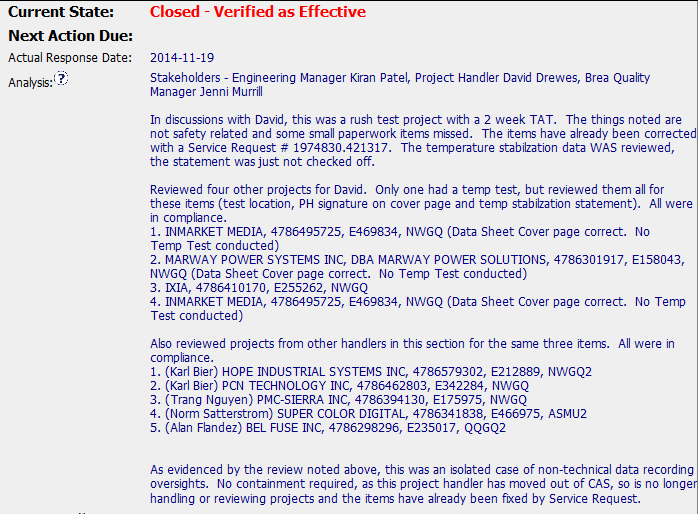 Current State: Closed - Verified as Effective
Next Action Due:
Actual Response Date: 2014-11-19
Analysis: ? Stakeholders - Engineering Manager Kiran Patel, Project Handler David Drewes, Brea Quality
Manager Jenni Murrill
In discussions with David, this was a rush test project with a 2 week TAT. The things noted are
not safety related and some small paperwork items missed. The items have already been corrected
with a Service Request # 1974830.421317. The temperature stabilzation data WAS reviewed,
the statement was just not checked off.
Reviewed four other projects for David. Only one had a temp test, but reviewed them all for
these items (test location, PH signature on cover page and temp stabilzation statement). All were
in compliance.
1. INMARKET MEDIA, 4786495725, E469834, NWGQ (Data Sheet Cover page correct. No
Temp Test conducted)
2. MARWAY POWER SYSTEMS INC, DBA MARWAY POWER SOLUTIONS, 4786301917, E158043,
NWGQ (Data Sheet Cover page correct. No Temp Test conducted)
3. IXIA, 4786410170, E255262, NWGQ
4. INMARKET MEDIA, 4786495725, E469834, NWGQ (Data Sheet Cover page correct. No Temp
Test conducted)
Also reviewed projects from other handlers in this section for the same three items. All were in
compliance.
1. (Karl Bier) HOPE INDUSTRIAL SYSTEMS INC, 4786579302, E212889, NWGQ2
2. (Karl Bier) PCN TECHNOLOGY INC, 4786462803, E342284, NWGQ
3. (Trang Nguyen) PMC-SIERRA INC, 4786394130, E175975, NWGQ
4. (Norm Satterstrom) SUPER COLOR DIGITAL, 4786341838, E466975, ASMU2
5. (Alan Flandez) BEL FUSE INC, 4786298296, E235017, QQGQ2
As evidenced by the review noted above, this was an isolated case of non-technical data recording
oversights. No containment required, as this project handler has moved out of CAS, so is no longer
handling or reviewing projects and the items have already been fixed by Service Request.